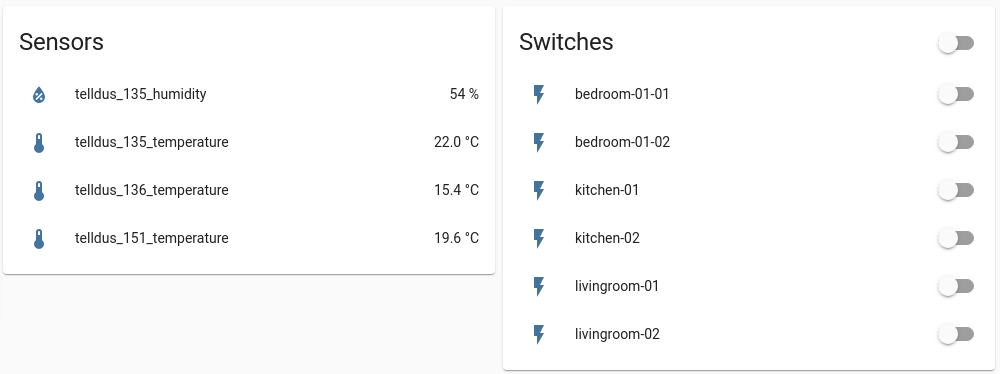 Sensors
telldus_135_humidity 54 %
telldus_135_temperature 22.0 °C
telldus_136_temperature 15.4 °C
telldus_151_temperature 19.6 °C
Switches
bedroom-01-01
bedroom-01-02
kitchen-01
kitchen-02
livingroom-01
livingroom-02